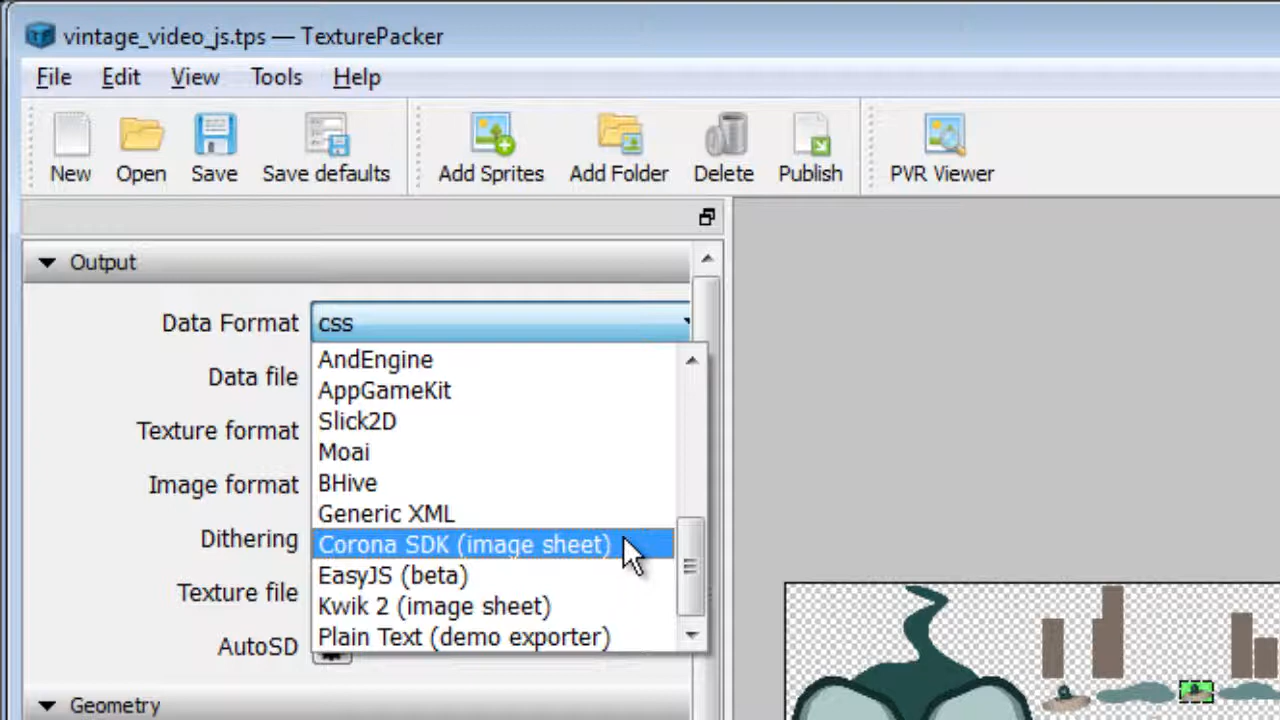 vintage_video_js.tps — TexturePacker
File Edit View Tools Help
New Open Save Save defaults Add Sprites Add Folder Delete Publish PVR Viewer
Output
Data Format css
AndEngine
Data file
AppGameKit
Slick2D
Texture format
Moai
Image format
BHive
Generic XML
Dithering
Corona SDK (image sheet)
EasyJS (beta)
Texture file
Kwik 2 (image sheet)
AutoSD
Plain Text (demo exporter)
Geometry